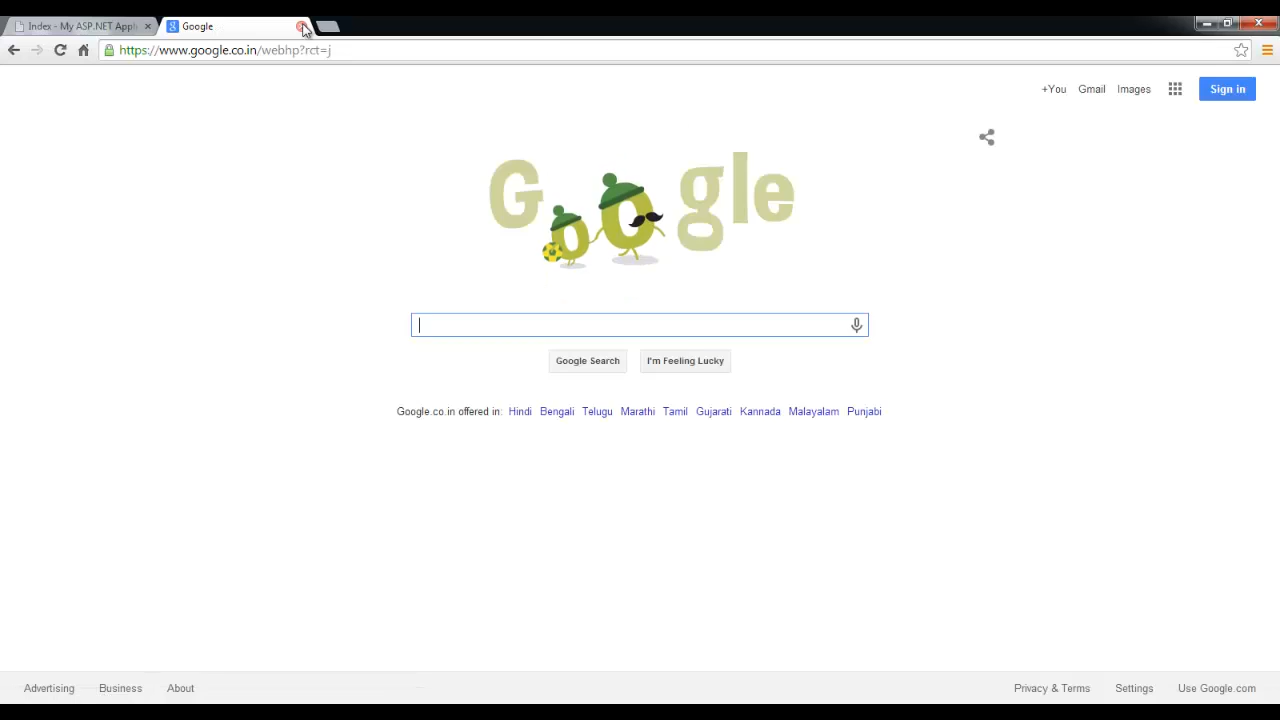 Index - My ASP.NET Appl
Google
https://www.google.co.in/webhp?rct=j
+You Gmail Images Sign in
Google
Google Search I'm Feeling Lucky
Google.co.in offered in: Hindi Bengali Telugu Marathi Tamil Gujarati Kannada Malayalam Punjabi
Advertising Business About Privacy & Terms Settings Use Google.com